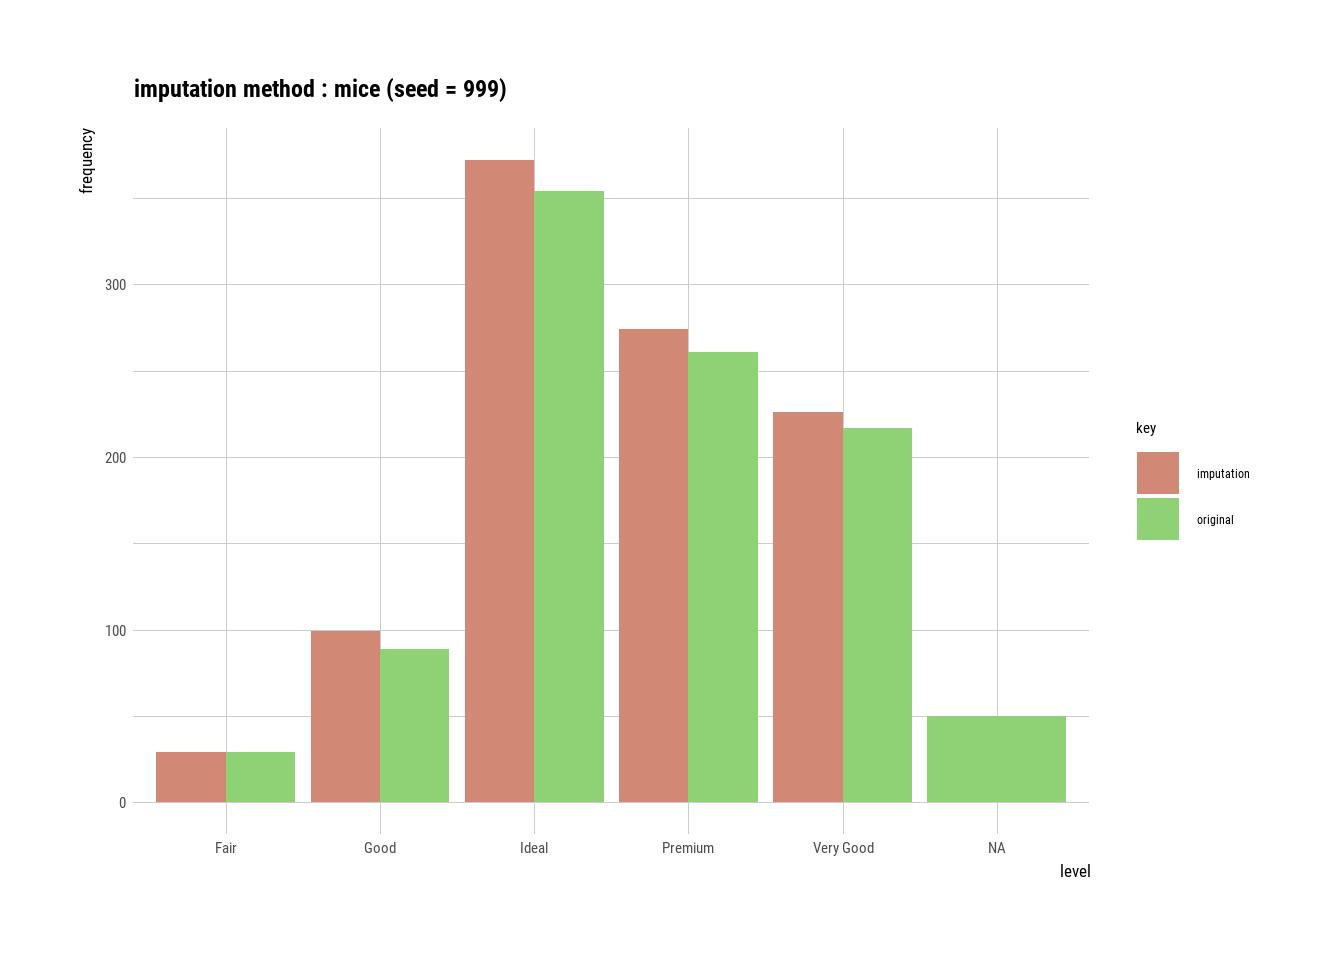 imputation method : mice (seed = 999)
frequency
300
200
100
0
Fair
Good
Ideal
Premium
Very Good
NA
level
key
imputation
original